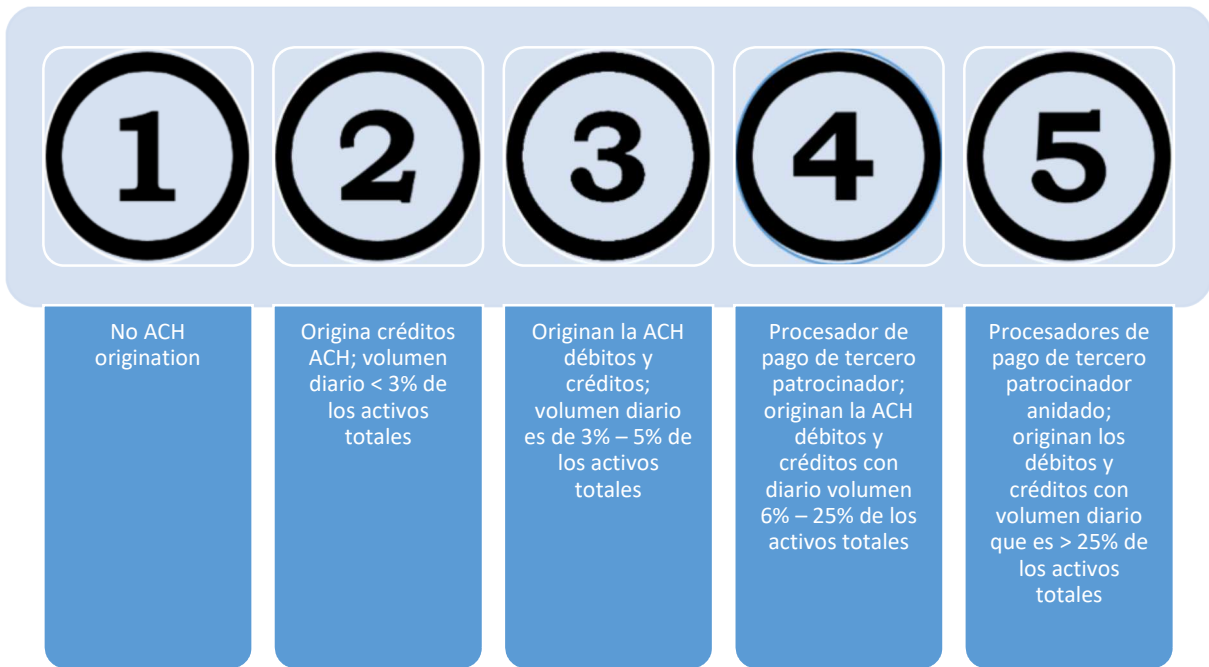 1
2
3
4
5
No ACH
origination
Origina créditos
ACH; volumen
diario < 3% de
los activos
totales
Originan la ACH
débitos y
créditos;
volumen diario
es de 3% – 5% de
los activos
totales
Procesador de
pago de tercero
patrocinador;
originan la ACH
débitos y
créditos con
diario volumen
6% – 25% de los
activos totales
Procesadores de
pago de tercero
patrocinador
anidado;
originan los
débitos y
créditos con
volumen diario
que es > 25% de
los activos
totales